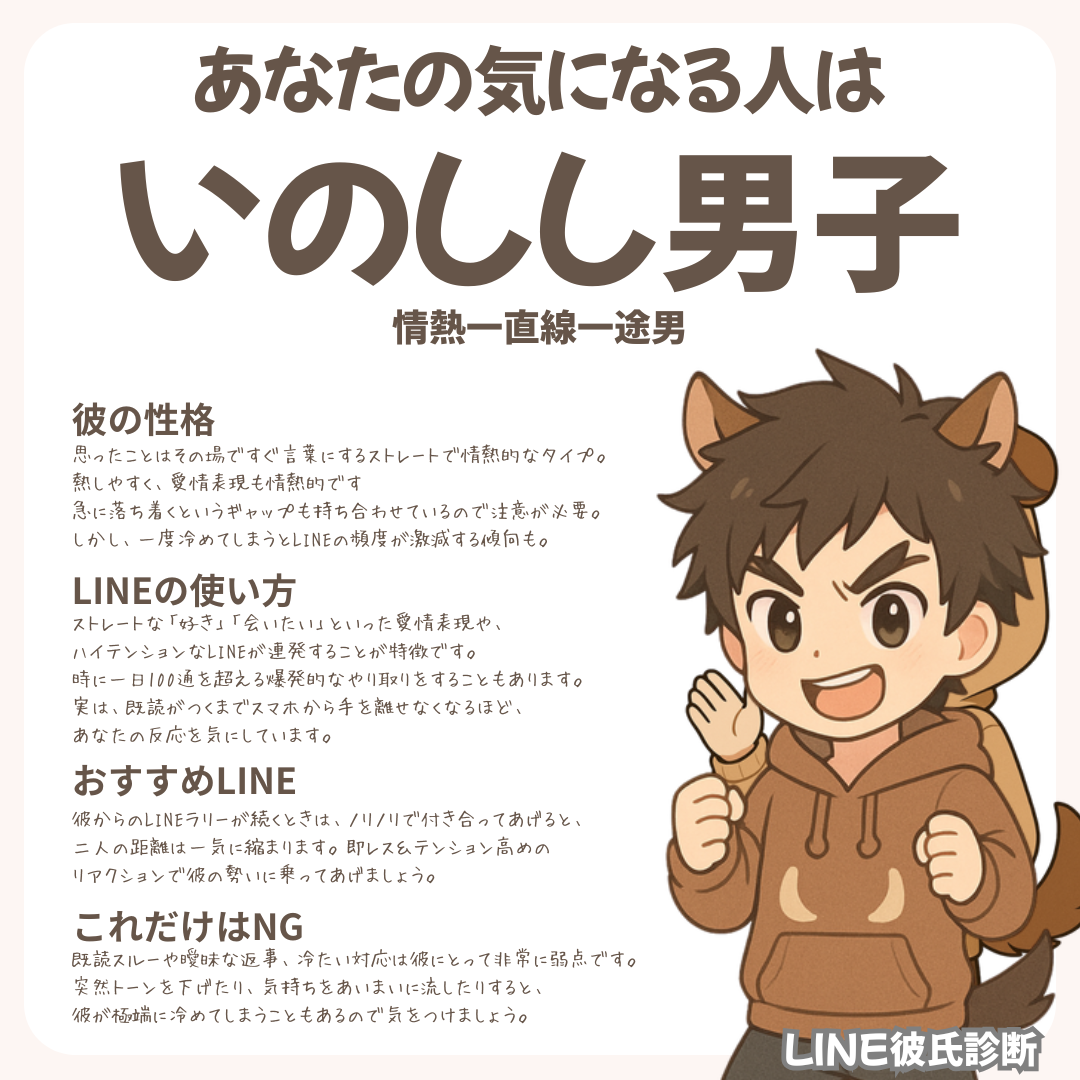 あなたの気になる人は
いのしし男子
情熱一直線一途男
彼の性格
思ったことはその場ですぐ言葉にするストレートで情熱的なタイプ。
熱しやすく、愛情表現も情熱的です
急に落ち着くというギャップも持ち合わせているので注意が必要。
しかし、一度冷めてしまうとLINEの頻度が激減する傾向も。
LINEの使い方
ストレートな「好き」「会いたい」といった愛情表現や、
ハイテンションなLINEが連発することが特徴です。
時に一日100通を超える爆発的なやり取りをすることもあります。
実は、既読がつくまでスマホから手を離せなくなるほど、
あなたの反応を気にしています。
おすすめLINE
彼からのLINEラリーが続くときは、ノリノリで付き合ってあげると、
二人の距離は一気に縮まります。即レス&テンション高めの
リアクションで彼の勢いに乗ってあげましょう。
これだけはNG
既読スルーや曖昧な返事、冷たい対応は彼にとって非常に弱点です。
突然トーンを下げたり、気持ちをあいまいに流したりすると、
彼が極端に冷めてしまうこともあるので気をつけましょう。
LINE彼氏診断